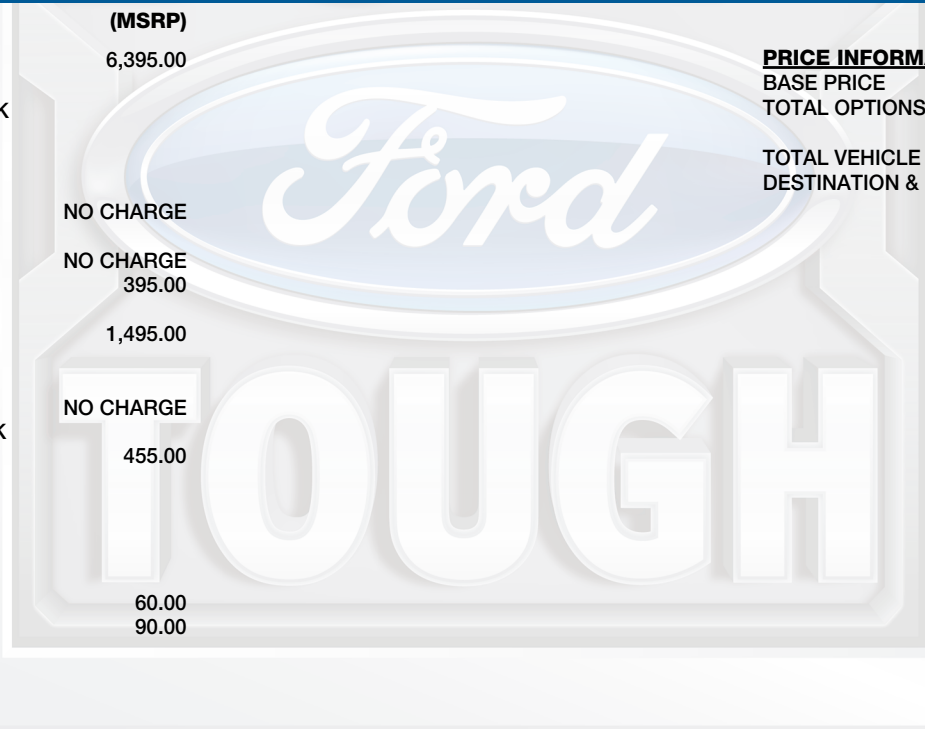 (MSRP)
6,395.00
K
NO CHARGE
NO CHARGE
395.00
1,495.00
NO CHARGE
K
455.00
60.00
90.00
PRICE INFORMA
BASE PRICE
TOTAL OPTIONS
TOTAL VEHICLE
DESTINATION &
Ford
TOUGH